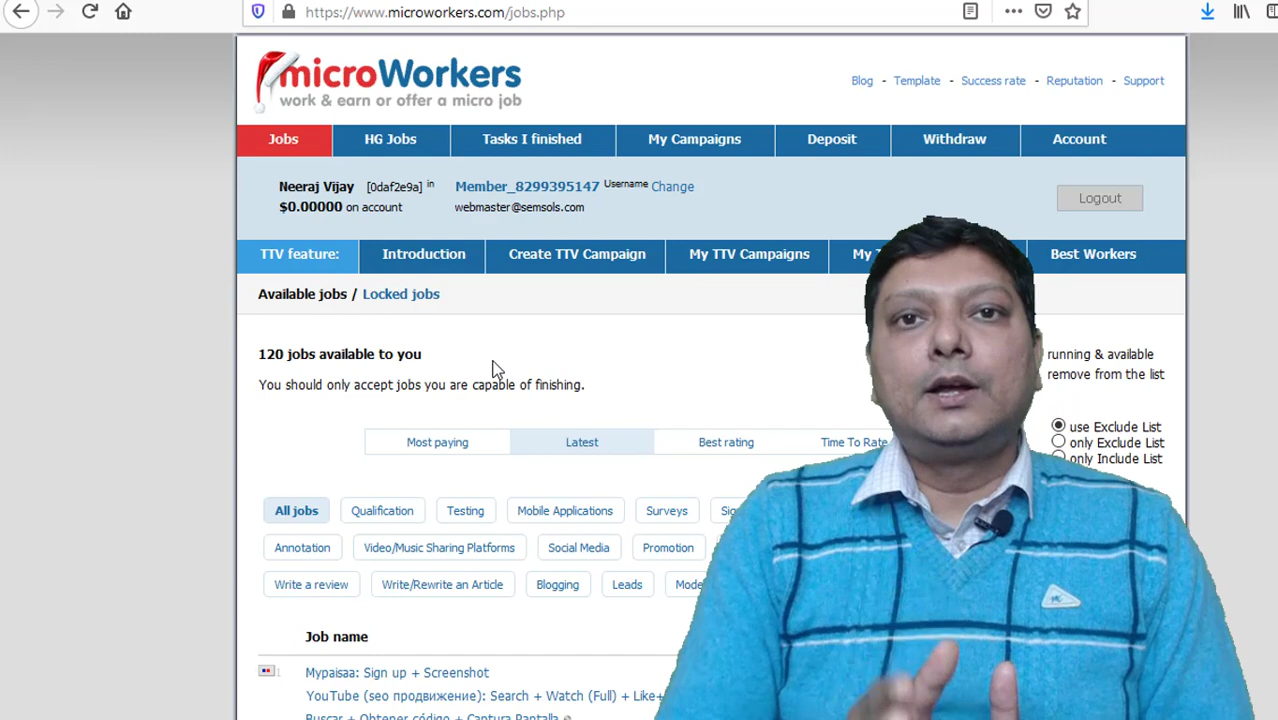 https://www.microworkers.com/jobs.php
microWorkers
work & earn or offer a micro job
Blog - Template - Success rate - Reputation - Support
Jobs HG Jobs Tasks I finished My Campaigns Deposit Withdraw Account
Neeraj Vijay [0daf2e9a] in Member_8299395147 Username Change
$0.00000 on account webmaster@semsols.com
Logout
TTV feature: Introduction Create TTV Campaign My TTV Campaigns My Best Workers
Available jobs / Locked jobs
120 jobs available to you
running & available
You should only accept jobs you are capable of finishing.
remove from the list
use Exclude List
only Exclude List
only Include List
Most paying Latest Best rating Time To Rate
All jobs Qualification Testing Mobile Applications Surveys
Annotation Video/Music Sharing Platforms Social Media Promotion
Write a review Write/Rewrite an Article Blogging Leads
Job name
1
Mypaisaa: Sign up + Screenshot
YouTube (seo продвижение): Search + Watch (Full) + Like+
Buscar + Obtener código + Captura Pantalla